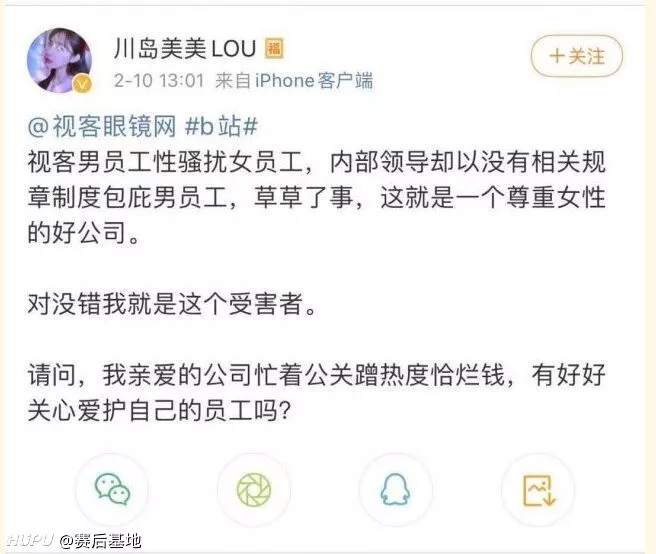 川岛美美LOU 福
2-10 13:01 来自iPhone客户端
+关注
@视客眼镜网 #b站#
视客男员工性骚扰女员工，内部领导却以没有相关规
章制度包庇男员工，草草了事，这就是一个尊重女性
的好公司。
对没错我就是这个受害者。
请问，我亲爱的公司忙着公关蹭热度恰烂钱，有好好
关心爱护自己的员工吗？
HUPU @赛后基地